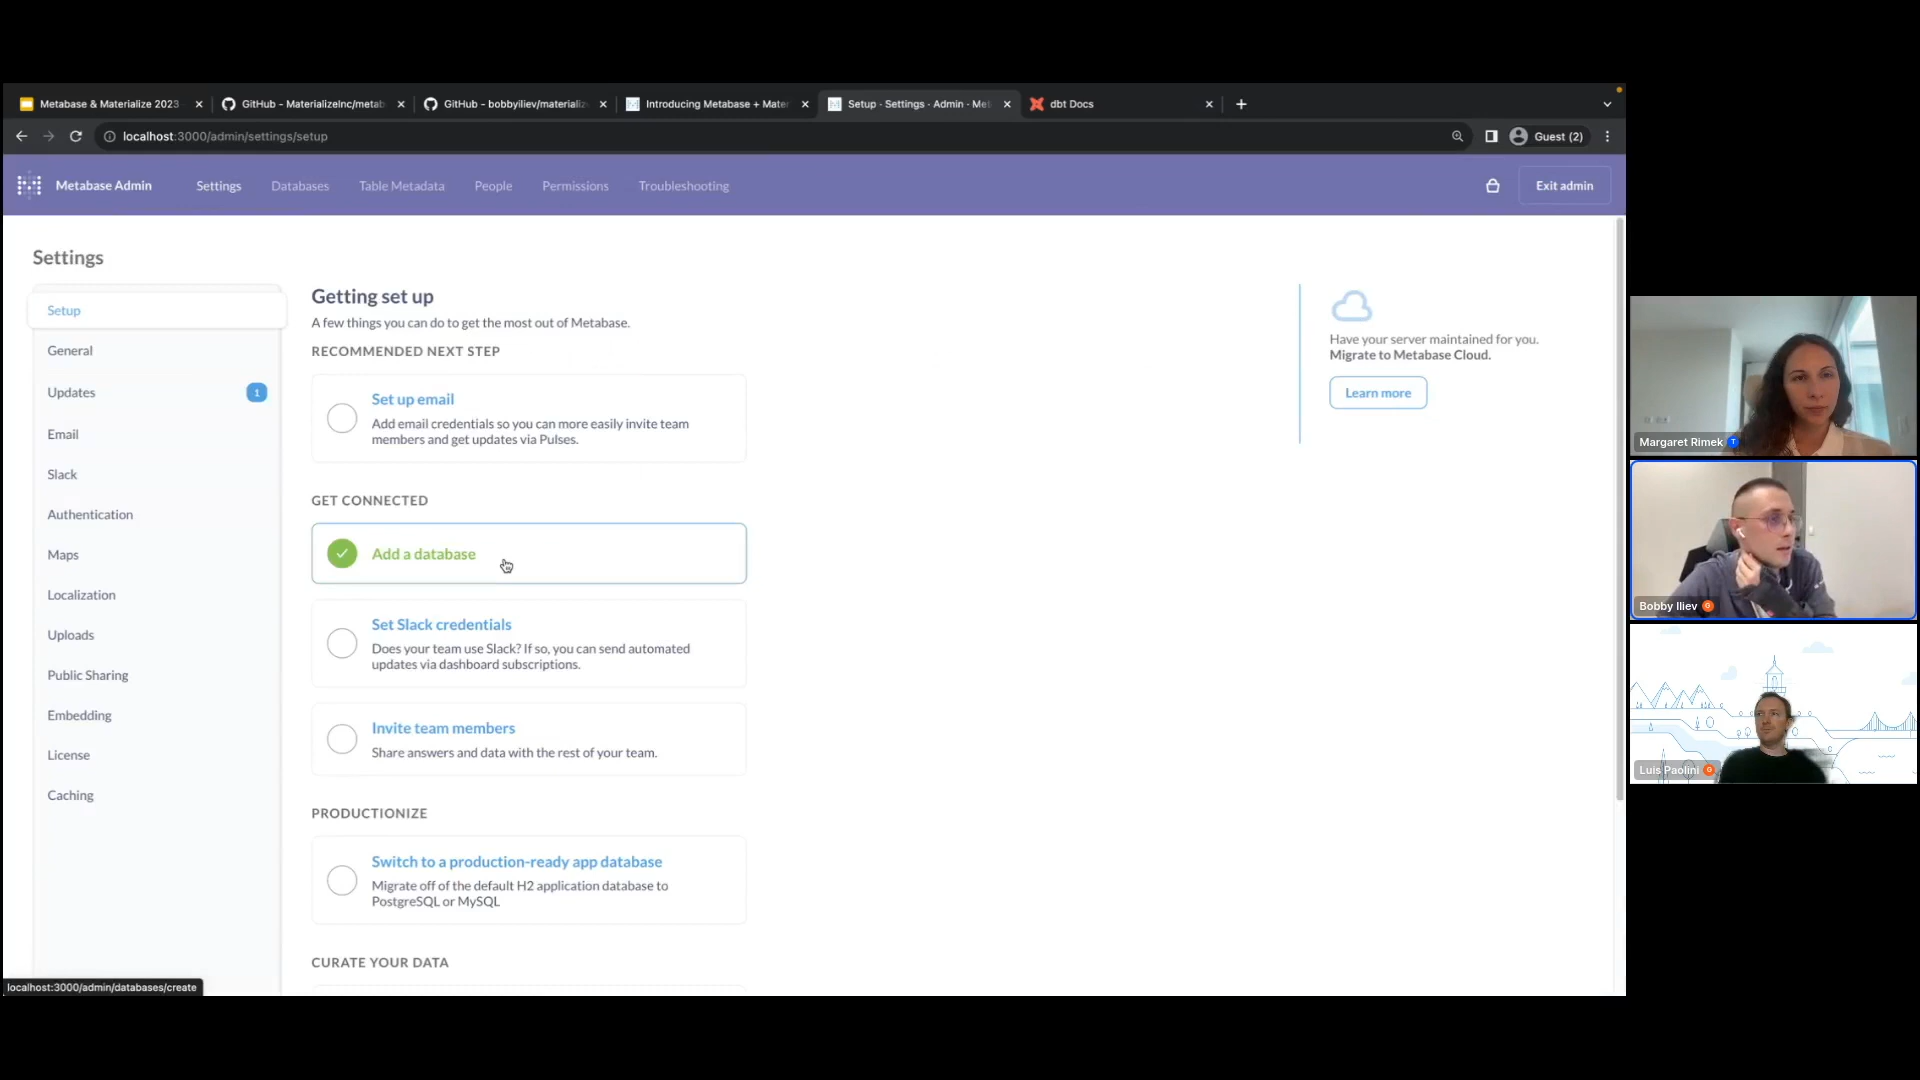 Metabase & Materialize 2023
GitHub - MaterializeInc/metab
GitHub - bobbyiliev/materializ
Introducing Metabase + Mater
Setup · Settings · Admin · Met
dbt Docs
localhost:3000/admin/settings/setup
Guest (2)
Metabase Admin
Settings
Databases
Table Metadata
People
Permissions
Troubleshooting
Exit admin
Settings
Setup
General
Updates
1
Email
Slack
Authentication
Maps
Localization
Uploads
Public Sharing
Embedding
License
Caching
Getting set up
A few things you can do to get the most out of Metabase.
RECOMMENDED NEXT STEP
Set up email
Add email credentials so you can more easily invite team
members and get updates via Pulses.
GET CONNECTED
Add a database
Set Slack credentials
Does your team use Slack? If so, you can send automated
updates via dashboard subscriptions.
Invite team members
Share answers and data with the rest of your team.
PRODUCTIONIZE
Switch to a production-ready app database
Migrate off of the default H2 application database to
PostgreSQL or MySQL
CURATE YOUR DATA
Have your server maintained for you.
Migrate to Metabase Cloud.
Learn more
localhost:3000/admin/databases/create
Margaret Rimek
Bobby Iliev
Luis Paolini